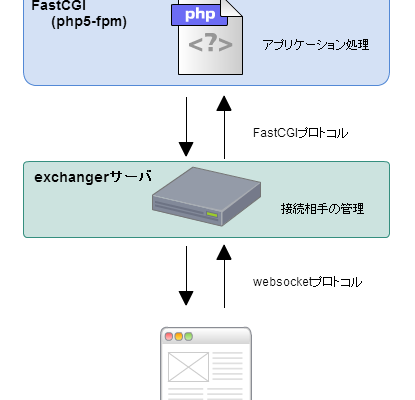 FastCGI
(php5-fpm)
php
<?>
アプリケーション処理
FastCGIプロトコル
exchangerサーバ
接続相手の管理
websocketプロトコル